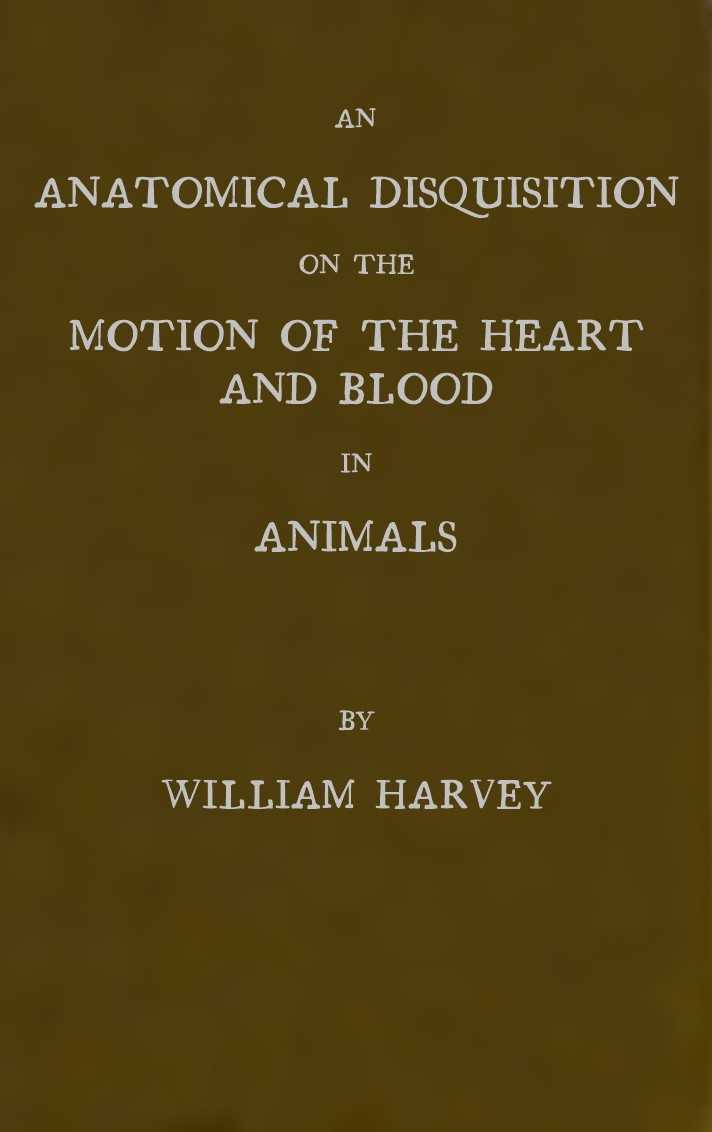 AN
ANATOMICAL DISQUISITION
ON THE
MOTION OF THE HEART
AND BLOOD
IN
ANIMALS
BY
WILLIAM HARVEY